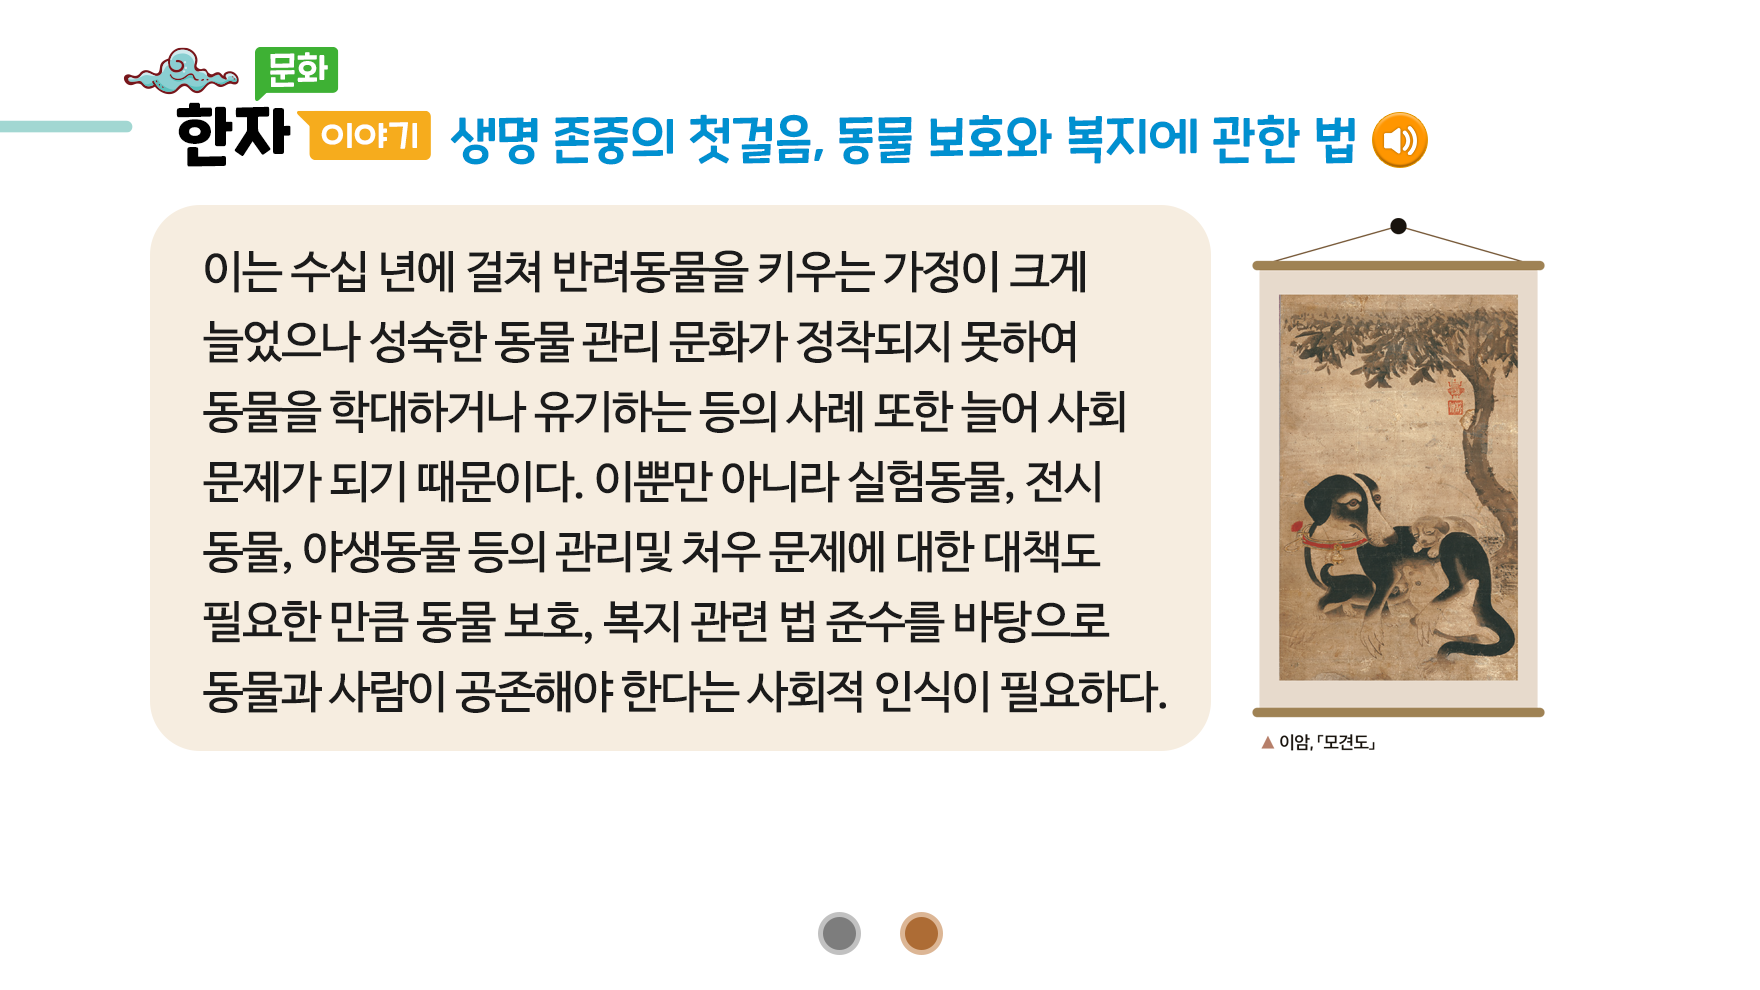 문화
한자 이야기 생명 존중의 첫걸음, 동물 보호와 복지에 관한 법
이는 수십 년에 걸쳐 반려동물을 키우는 가정이 크게
늘었으나 성숙한 동물 관리 문화가 정착되지 못하여
동물을 학대하거나 유기하는 등의 사례 또한 늘어 사회
문제가 되기 때문이다. 이뿐만 아니라 실험동물, 전시
동물, 야생동물 등의 관리및 처우 문제에 대한 대책도
필요한 만큼 동물 보호, 복지 관련 법 준수를 바탕으로
동물과 사람이 공존해야 한다는 사회적 인식이 필요하다.
▲ 이암, 「모견도」